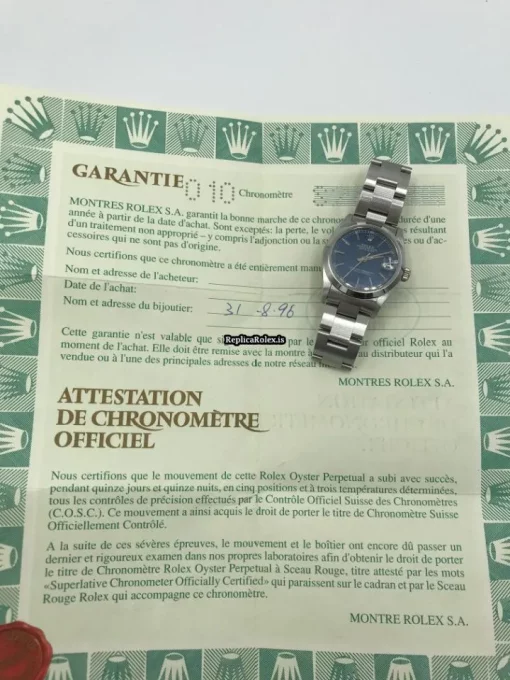 GARANTIE
010
Chronomètre
MONTRES ROLEX S.A. garantit la bonne marche de ce chrono
année à partir de la date d'achat. Sont exceptés: la perte, le vol
d'un traitement non approprié – y compris l'adjonction ou la
cessoires qui ne sont pas d'origine.
urée d'une
résultant
es ou d'ac-
Nous certifions que ce chronomètre a été entièrement manu
Nom et adresse de l'acheteur:
Date de l'achat:
Nom et adresse du bijoutier:
31 -8-96
ReplicaRolex.is
Cette garantie n'est valable que si par le officiel Rolex au
moment de l'achat. Elle doit être remise avec la montre au distributeur qui l'a
vendue ou à l'une des principales adresses de notre réseau
MONTRES ROLEX S.A.
ATTESTATION
DE CHRONOMÈTRE
OFFICIEL
Nous certifions que le mouvement de cette Rolex Oyster Perpetual a subi avec succès,
pendant quinze jours et quinze nuits, en cinq positions et à trois températures déterminées,
tous les contrôles de précision effectués par le Contrôle Officiel Suisse des Chronomètres
(C.O.S.C.). Ce mouvement a ainsi acquis le droit de porter le titre de Chronomètre Suisse
Officiellement Contrôlé.
A la suite de ces sévères épreuves, le mouvement et le boîtier ont encore dû passer un
dernier et rigoureux examen dans nos propres laboratoires afin d'obtenir le droit de porter
le titre de Chronomètre Rolex Oyster Perpetual à Sceau Rouge, titre attesté par les mots
«Superlative Chronometer Officially Certified» qui paraissent sur le cadran et par le Sceau
Rouge Rolex qui accompagne ce chronomètre.
MONTRE ROLEX S.A.